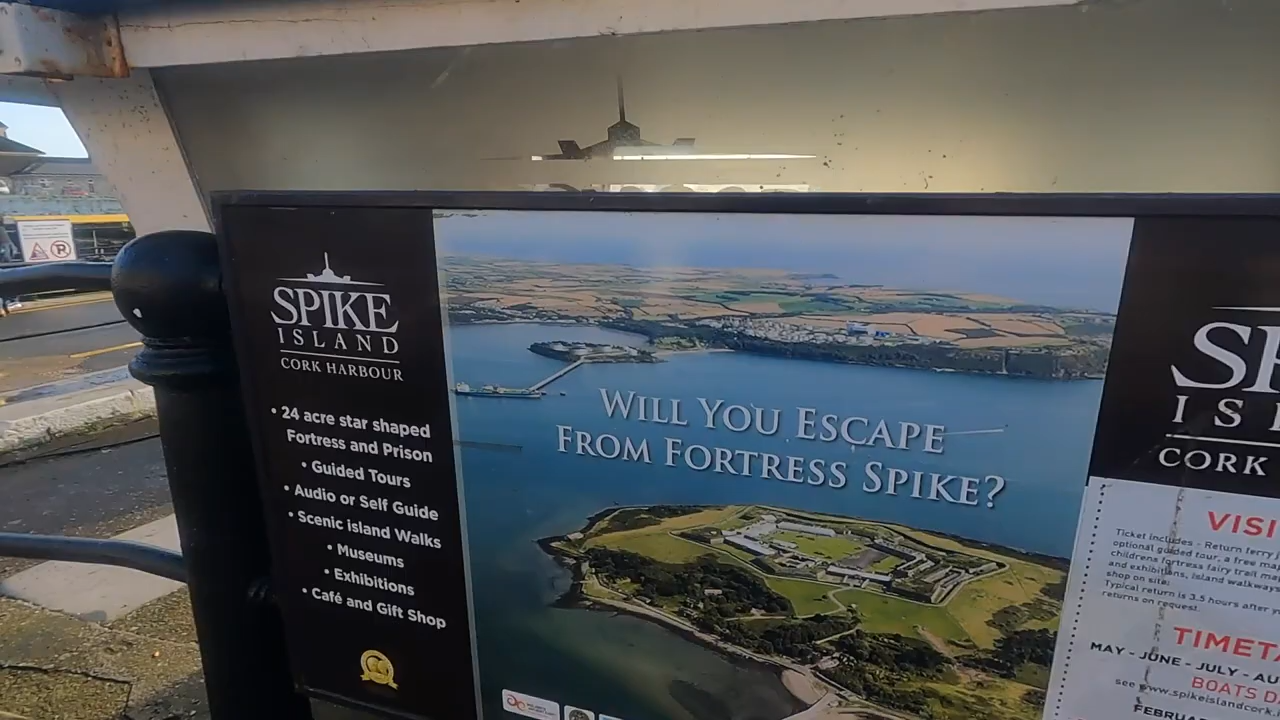 SPIKE
ISLAND
CORK HARBOUR
• 24 acre star shaped
Fortress and Prison
• Guided Tours
• Audio or Self Guide
• Scenic island Walks
• Museums
• Exhibitions
• Café and Gift Shop
WILL YOU ESCAPE
FROM FORTRESS SPIKE?
SP
ISL
CORK
VISI
Ticket includes - Return ferry
optional guided tour, a free map
childrens fortress fairy trail map
and exhibitions, island walkways
shop on site.
Typical return is 3.5 hours after
returns on request.
TIMETA
MAY - JUNE - JULY - AU
BOATS D
see www.spikeislandcork.
FEBRUA